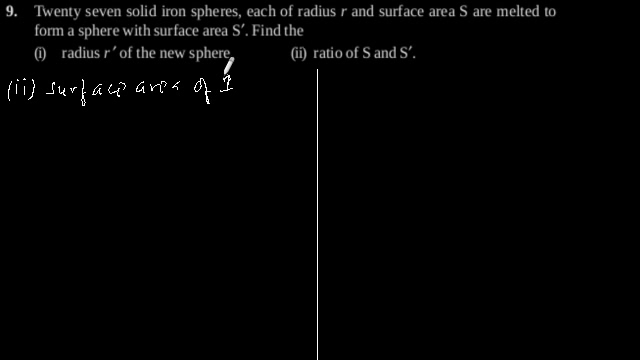 9. Twenty seven solid iron spheres, each of radius r and surface area S are melted to
form a sphere with surface area S′. Find the
(i) radius r′ of the new sphere, (ii) ratio of S and S′.
(ii) surface area of 1